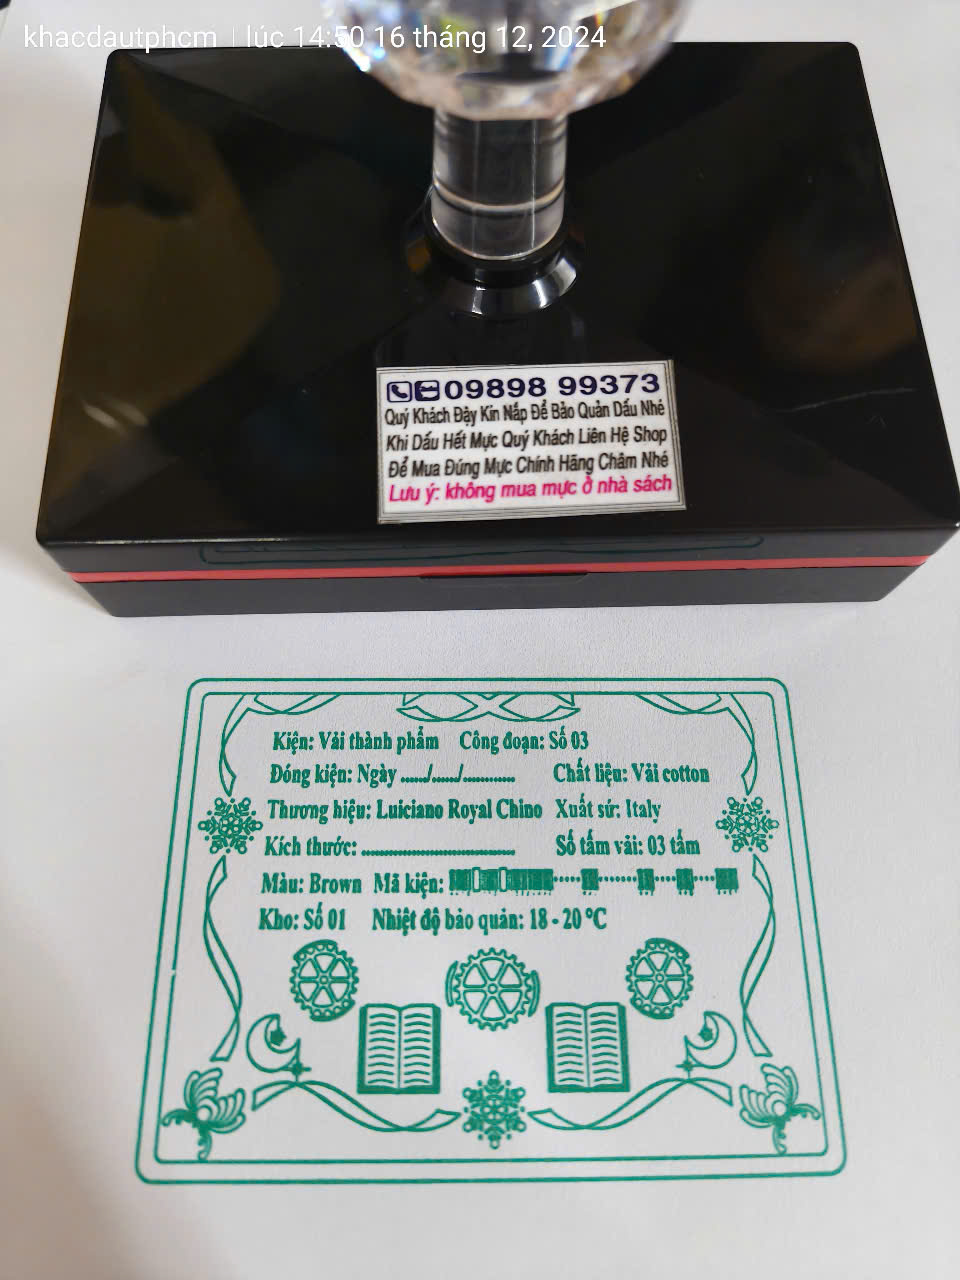 khacdautphcm | lúc 14:50 16 tháng 12, 2024
09898 99373
Quý Khách Đậy Kín Nắp Để Bảo Quản Dấu Nhé
Khi Dấu Hết Mực Quý Khách Liên Hệ Shop
Để Mua Đúng Mực Chính Hãng Châm Nhé
Lưu ý: không mua mực ở nhà sách
Kiện: Vải thành phẩm Công đoạn: Số 03
Đóng kiện: Ngày ....../....../............ Chất liệu: Vải cotton
Thương hiệu: Luiciano Royal Chino Xuất sứ: Italy
Kích thước: ........................................ Số tấm vải: 03 tấm
Màu: Brown Mã kiện:
Kho: Số 01 Nhiệt độ bảo quản: 18 - 20 °C